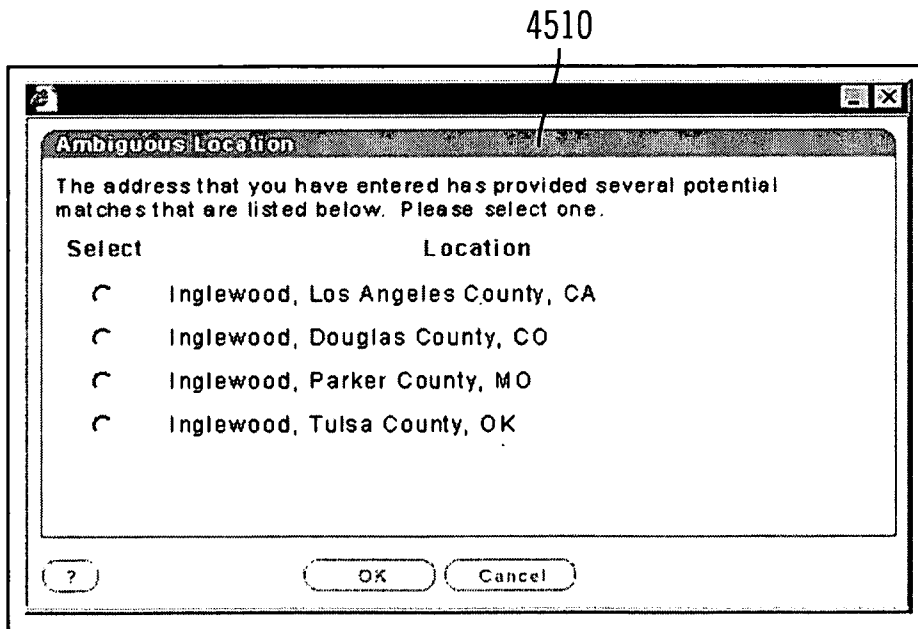 4510
Ambiguous Location
The address that you have entered has provided several potential
matches that are listed below. Please select one.
Select Location
Inglewood, Los Angeles County, CA
Inglewood, Douglas County, CO
Inglewood, Parker County, MO
Inglewood, Tulsa County, OK
? OK Cancel